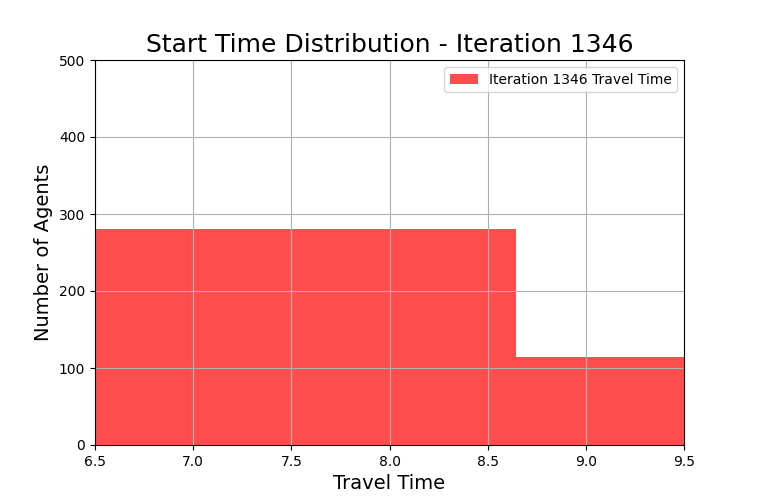 Start Time Distribution - Iteration 1346
Iteration 1346 Travel Time
Number of Agents
500
400
300
200
100
0
6.5 7.0 7.5 8.0 8.5 9.0 9.5
Travel Time